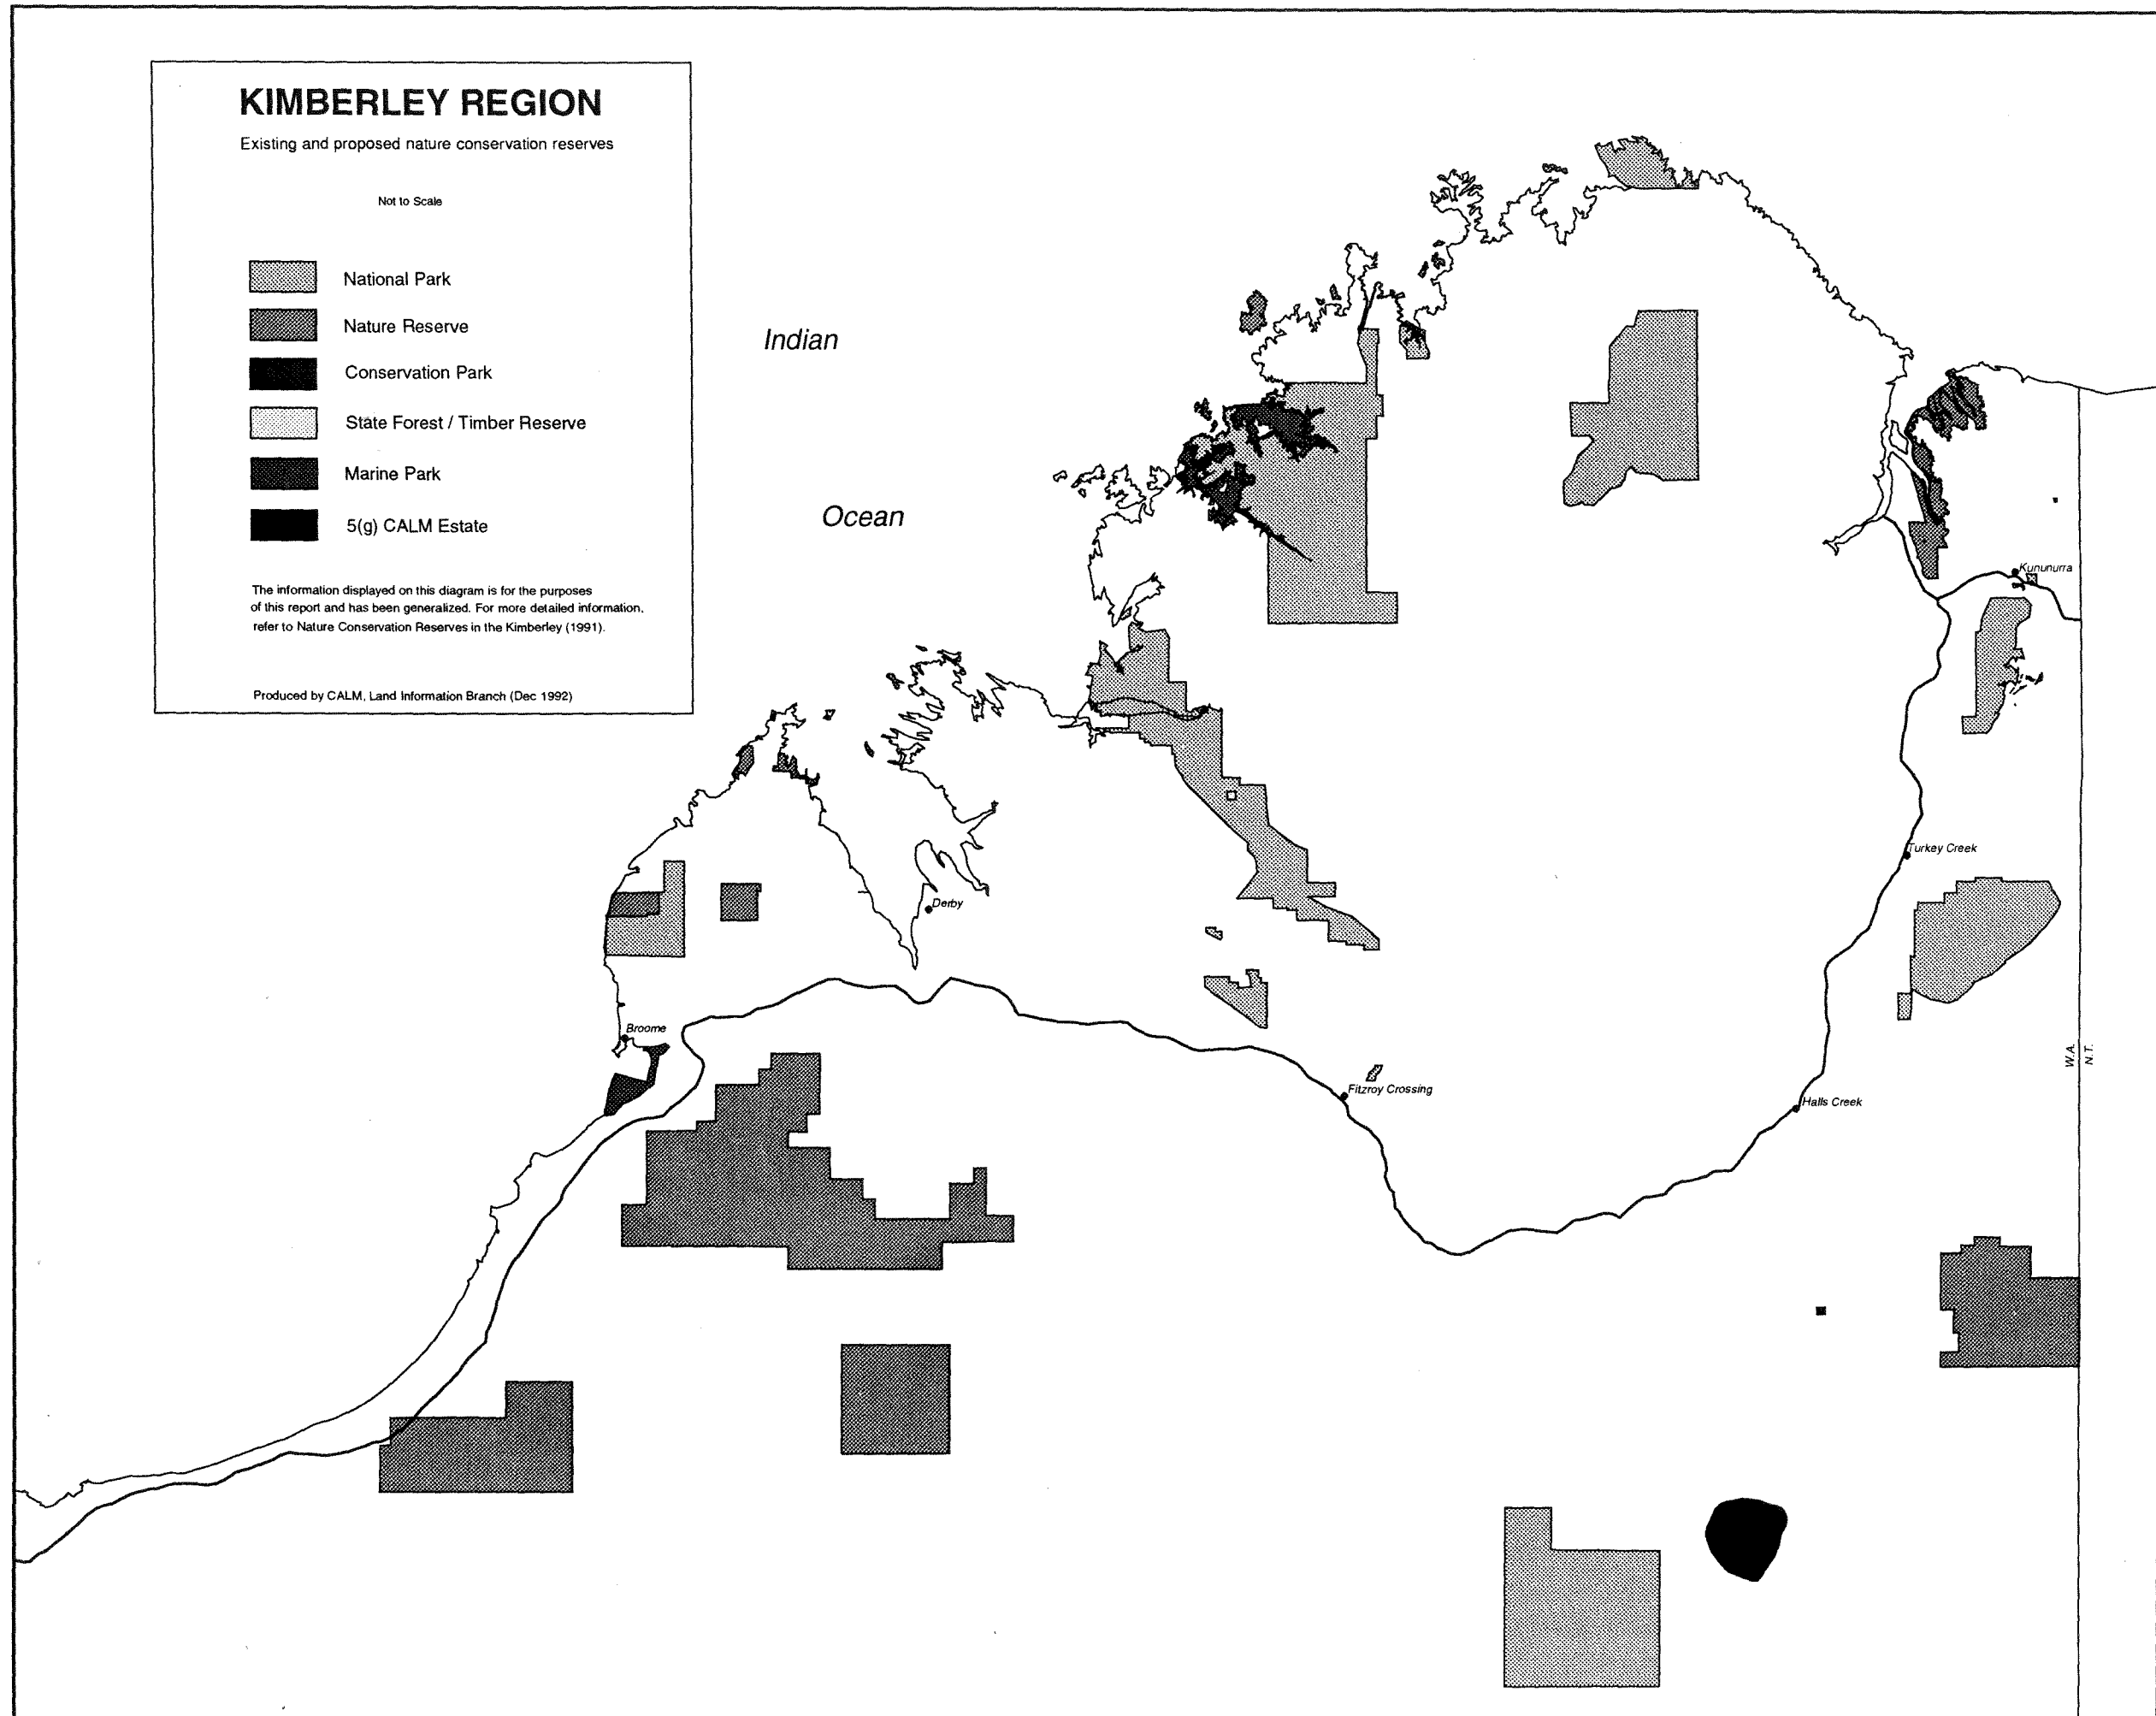 KIMBERLEY REGION
Existing and proposed nature conservation reserves
Not to Scale
National Park
Nature Reserve
Conservation Park
State Forest / Timber Reserve
Marine Park
5(g) CALM Estate
The information displayed on this diagram is for the purposes
of this report and has been generalized. For more detailed information,
refer to Nature Conservation Reserves in the Kimberley (1991).
Produced by CALM, Land Information Branch (Dec 1992)
Indian
Ocean
Kununurra
Turkey Creek
Derby
Broome
Fitzroy Crossing
Halls Creek
W.A.
N.T.